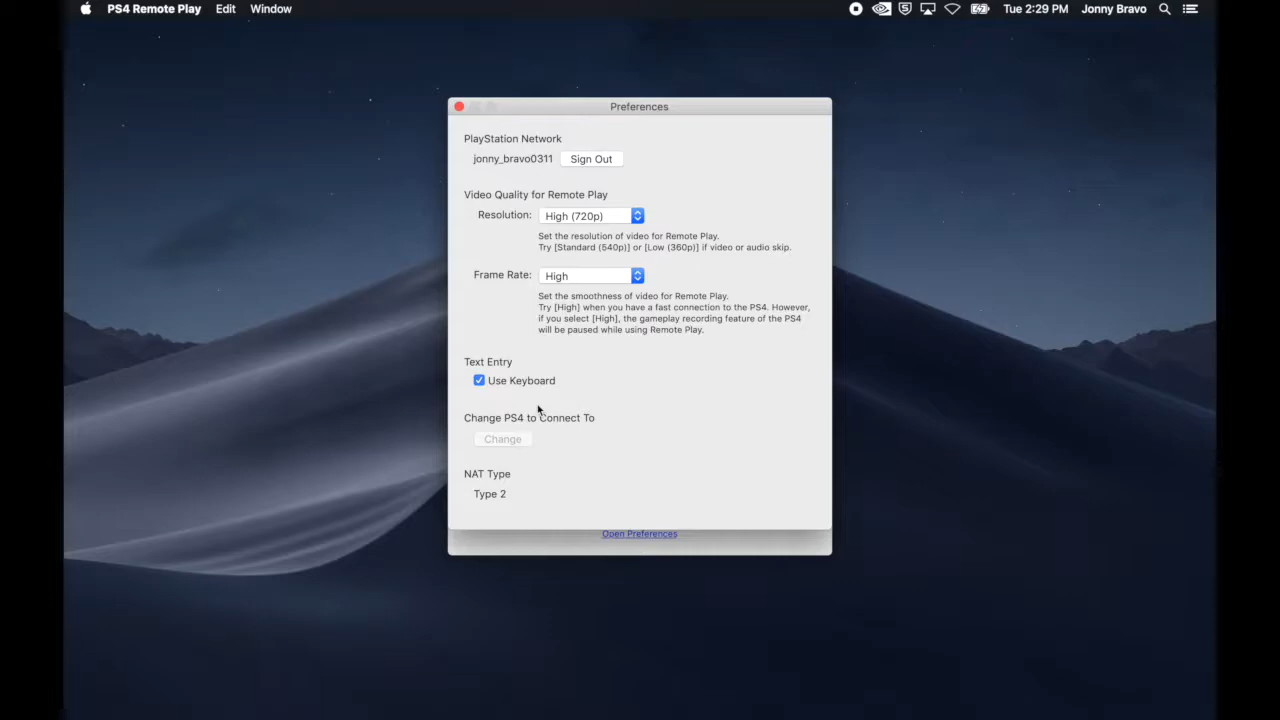 PS4 Remote Play Edit Window Tue 2:29 PM Jonny Bravo
Preferences
PlayStation Network
jonny_bravo0311 Sign Out
Video Quality for Remote Play
Resolution: High (720p)
Set the resolution of video for Remote Play.
Try [Standard (540p)] or [Low (360p)] if video or audio skip.
Frame Rate: High
Set the smoothness of video for Remote Play.
Try [High] when you have a fast connection to the PS4. However,
if you select [High], the gameplay recording feature of the PS4
will be paused while using Remote Play.
Text Entry
Use Keyboard
Change PS4 to Connect To
Change
NAT Type
Type 2
Open Preferences